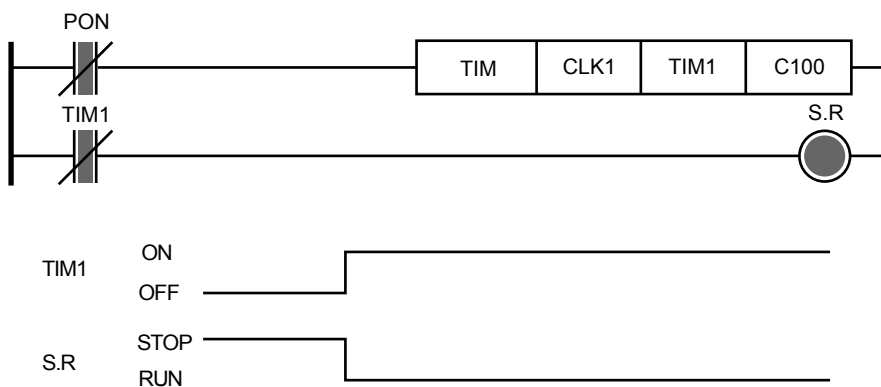 PON
TIM CLK1 TIM1 C100
TIM1 S.R
TIM1 ON
OFF
S.R STOP
RUN